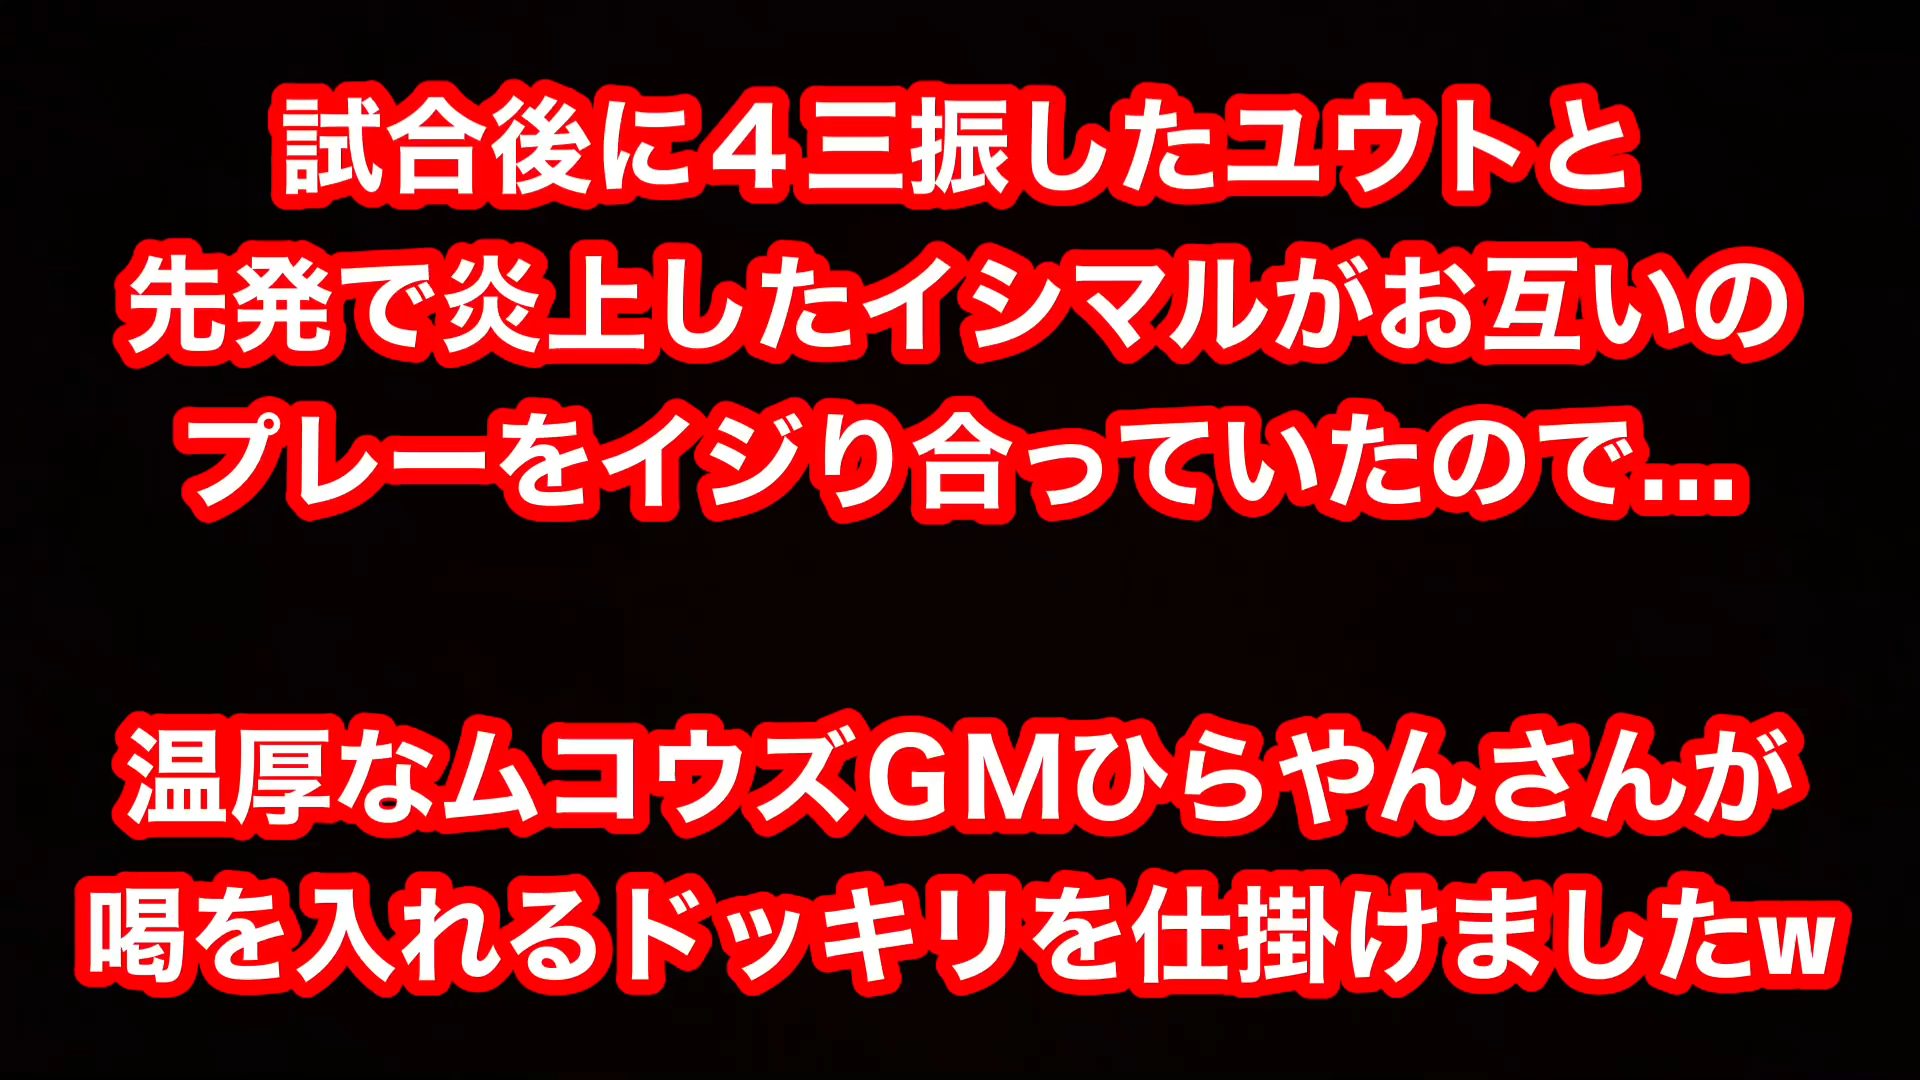 試合後に４三振したユウトと
先発で炎上したイシマルがお互いの
プレーをイジり合っていたので...
温厚なムコウズＧＭひらやんさんが
喝を入れるドッキリを仕掛けましたw